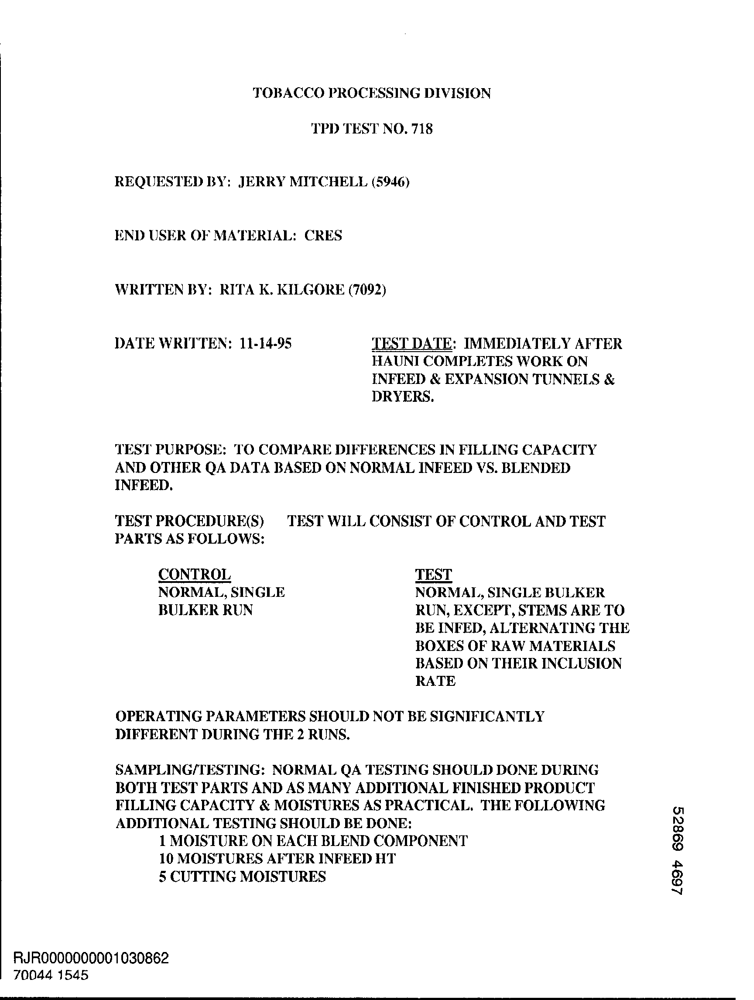 TOBACCO PROCESSING DIVISION
TPD TEST NO. 718
REQUESTED BY: JERRY MITCHELL (5946)
END USER OF MATERIAL: CRES
WRITTEN BY: RITA K. KILGORE (7092)
DATE WRITTEN: 11-14-95
TEST DATE: IMMEDIATELY AFTER
HAUNI COMPLETES WORK ON
INFEED & EXPANSION TUNNELS &
DRYERS.
TEST PURPOSE: TO COMPARE DIFFERENCES IN FILLING CAPACITY
AND OTHER QA DATA BASED ON NORMAL INFEED VS. BLENDED
INFEED.
TEST PROCEDURE(S) TEST WILL CONSIST OF CONTROL AND TEST
PARTS AS FOLLOWS:
CONTROL
NORMAL, SINGLE
BULKER RUN
TEST
NORMAL, SINGLE BULKER
RUN, EXCEPT, STEMS ARE TO
BE INFED, ALTERNATING THE
BOXES OF RAW MATERIALS
BASED ON THEIR INCLUSION
RATE
OPERATING PARAMETERS SHOULD NOT BE SIGNIFICANTLY
DIFFERENT DURING THE 2 RUNS.
SAMPLING/TESTING: NORMAL QA TESTING SHOULD DONE DURING
BOTH TEST PARTS AND AS MANY ADDITIONAL FINISHED PRODUCT
FILLING CAPACITY & MOISTURES AS PRACTICAL. THE FOLLOWING
ADDITIONAL TESTING SHOULD BE DONE:
1 MOISTURE ON EACH BLEND COMPONENT
10 MOISTURES AFTER INFEED HT
5 CUTTING MOISTURES
52869 4697
RJR0000000001030862
70044 1545